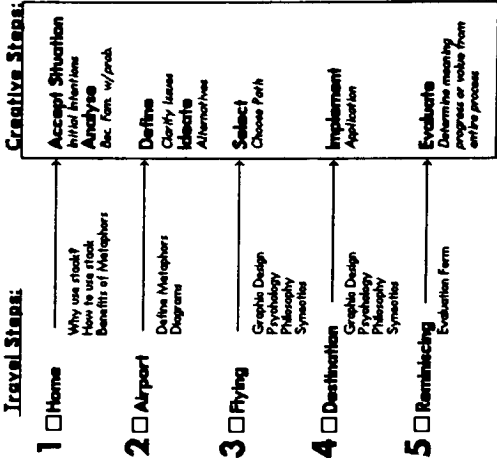 Travel Steps:
Creative Steps:
1 Home
Why use stack?
How to use stack
Benefits of Metaphors
Accept Situation
Initial Intentions
Analyse
Bec. Fam. w/prob.
2 Airport
Define Metaphors
Diagrams
Define
Clarify Issues
Ideate
Alternatives
3 Flying
Graphic Design
Psychology
Philosophy
Synectics
Select
Choose Path
4 Destination
Graphic Design
Psychology
Philosophy
Synectics
Implement
Application
5 Reminiscing
Evaluation Form
Evaluate
Determine meaning
progress or value from
entire process